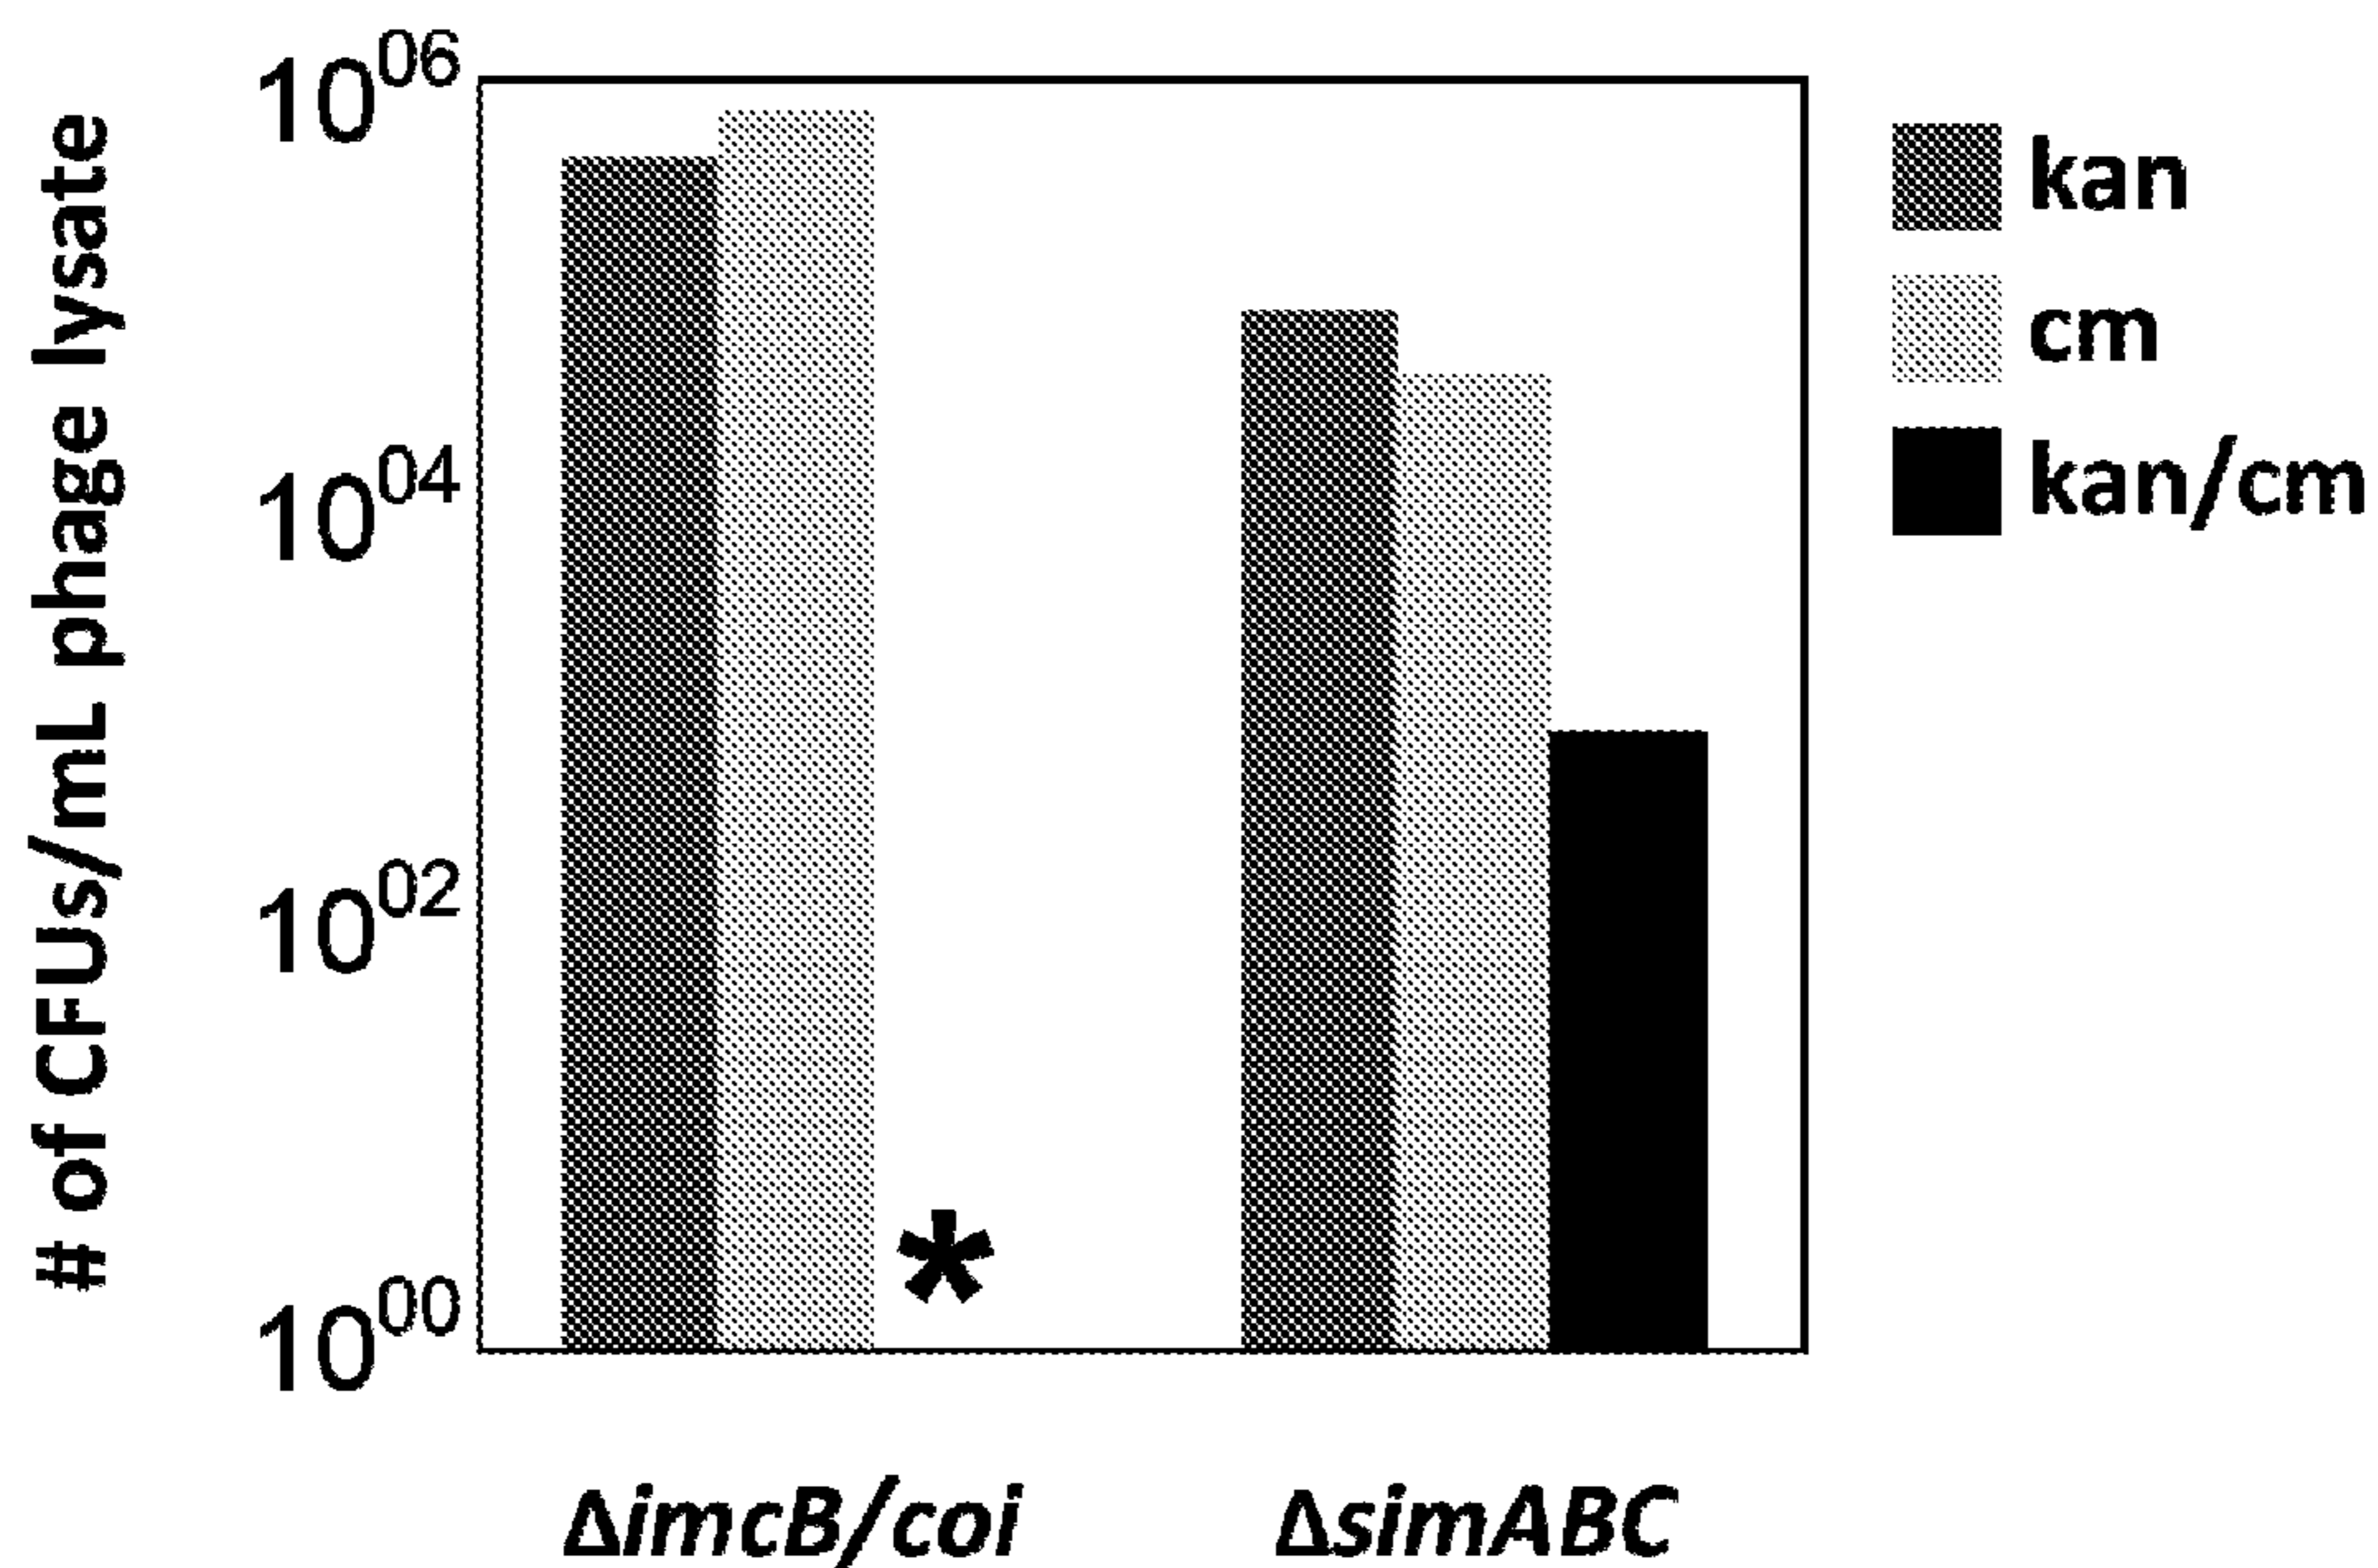 # of CFUs/mL phage lysate
10^06
10^04
10^02
10^00
*
kan
cm
kan/cm
ΔimcB/coi
ΔsimABC